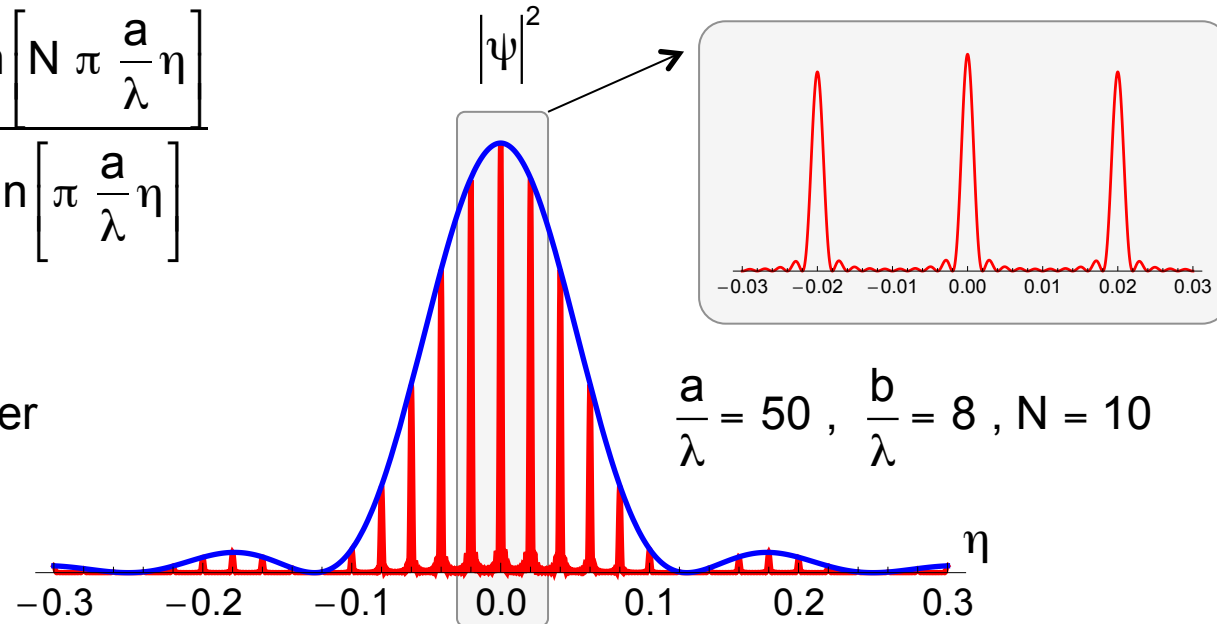 [N π a/λ η]
[π a/λ η]
|ψ|²
−0.03 −0.02 −0.01 0.00 0.01 0.02 0.03
a/λ = 50 , b/λ = 8 , N = 10
η
−0.3 −0.2 −0.1 0.0 0.1 0.2 0.3